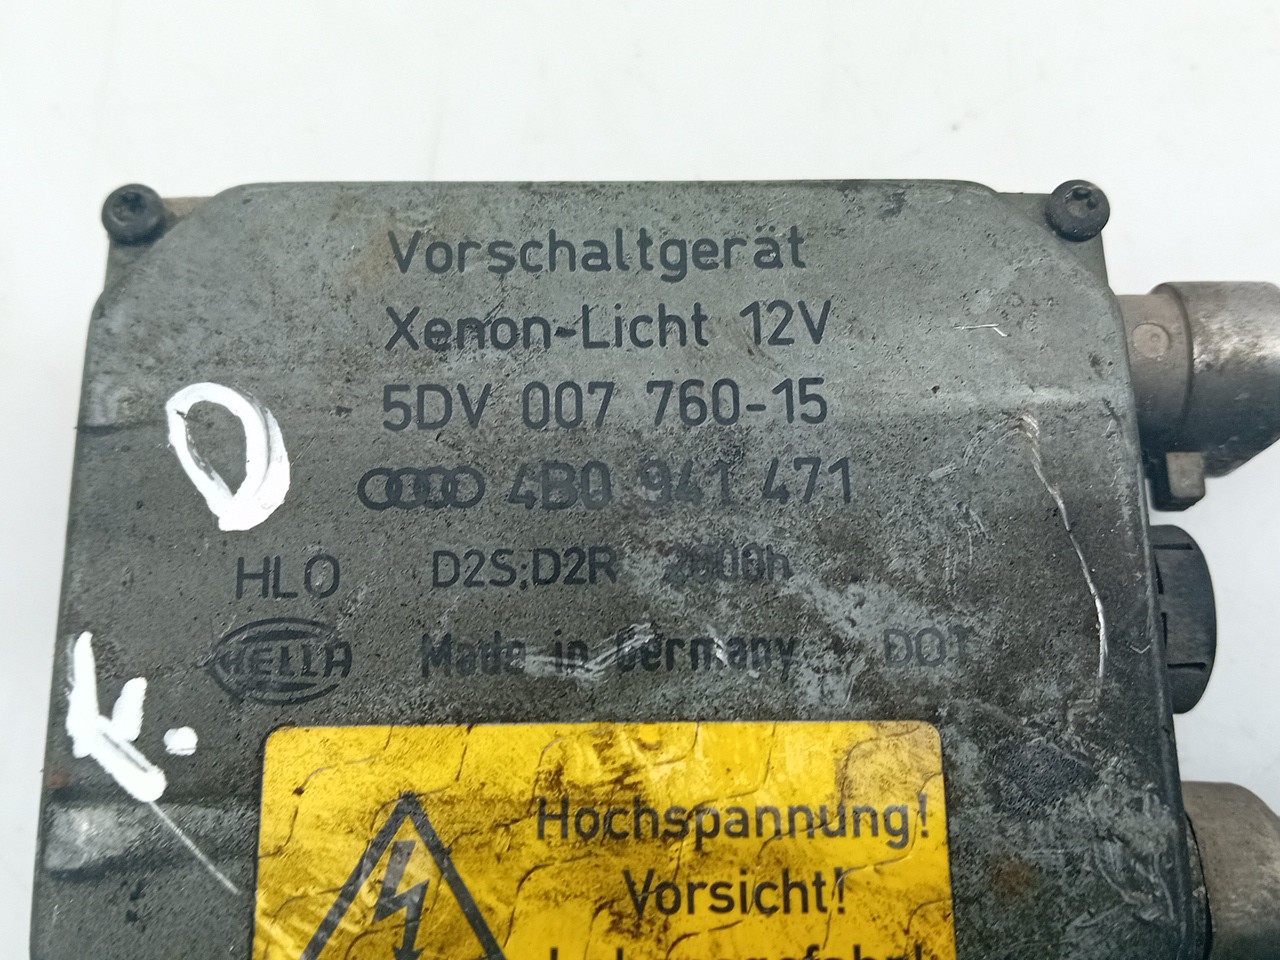 Vorschaltgerät
Xenon-Licht 12V
5DV 007 760-15
4B0 941 471
HLO D2S;D2R
HELLA Made in Germany DOT
D
Hochspannung!
Vorsicht!